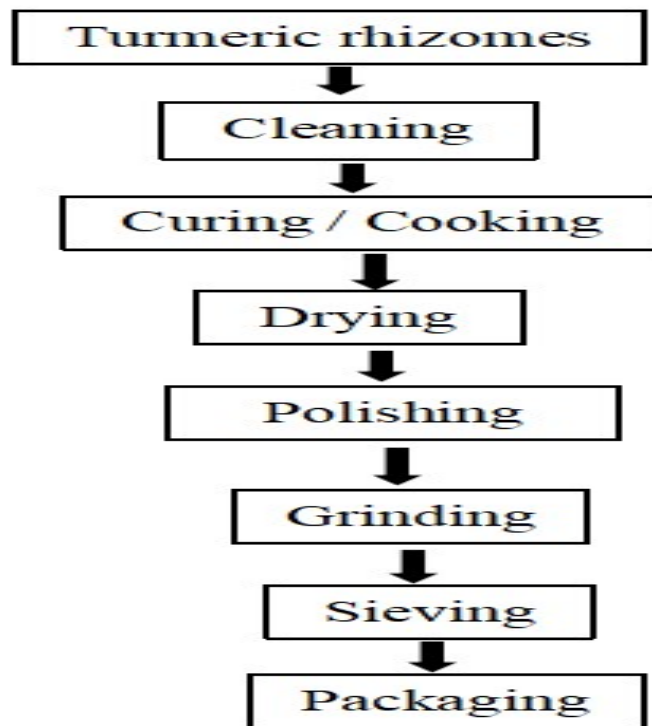 Turmeric rhizomes
Cleaning
Curing / Cooking
Drying
Polishing
Grinding
Sieving
Packaging